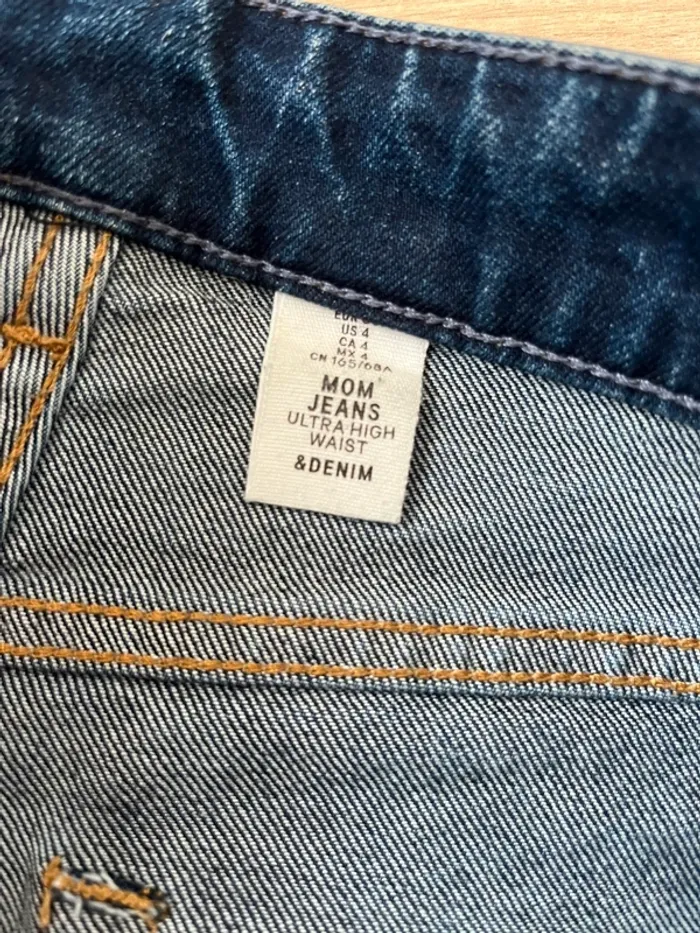 US 4
CA 4
MX 4
CN 165/68A
MOM
JEANS
ULTRA HIGH
WAIST
&DENIM